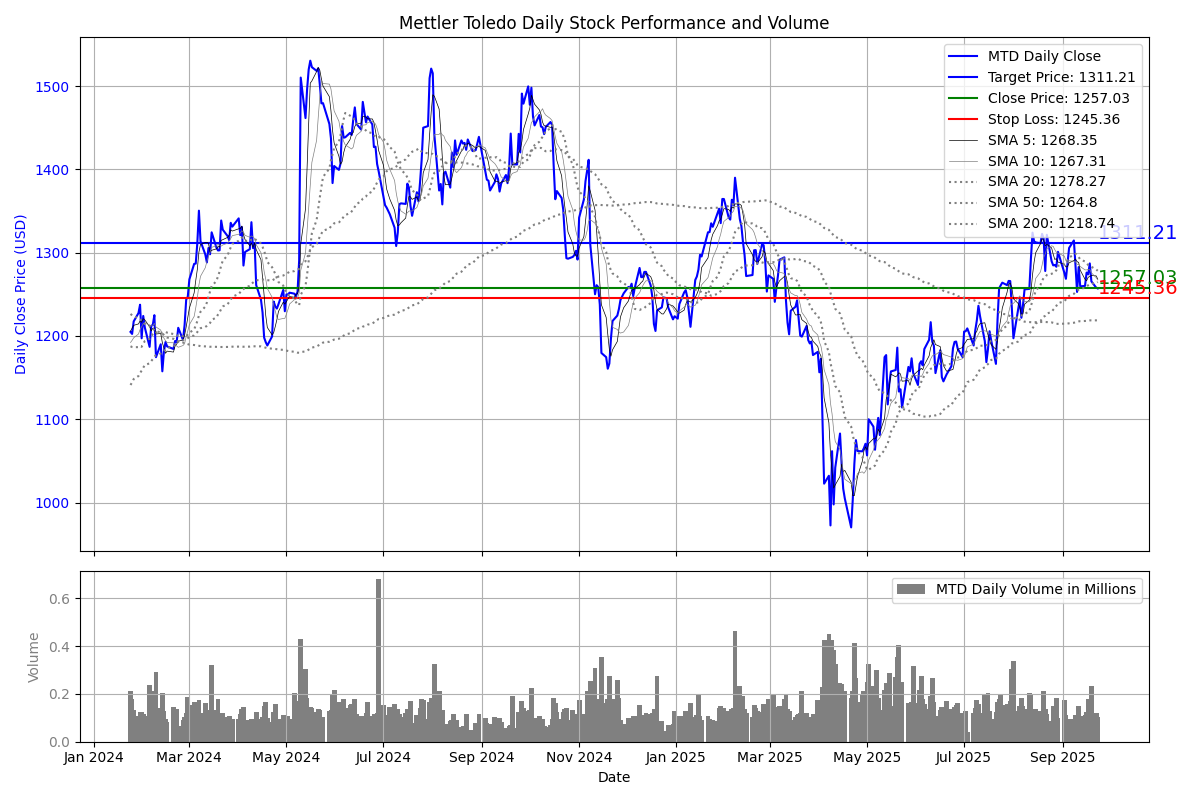 Mettler Toledo Daily Stock Performance and Volume
MTD Daily Close
Target Price: 1311.21
Close Price: 1257.03
Stop Loss: 1245.36
SMA 5: 1268.35
SMA 10: 1267.31
SMA 20: 1278.27
SMA 50: 1264.8
SMA 200: 1218.74
1311.21
1257.03
1245.36
Daily Close Price (USD)
1500
1400
1300
1200
1100
1000
MTD Daily Volume in Millions
Volume
0.6
0.4
0.2
0.0
Jan 2024 Mar 2024 May 2024 Jul 2024 Sep 2024 Nov 2024 Jan 2025 Mar 2025 May 2025 Jul 2025 Sep 2025
Date